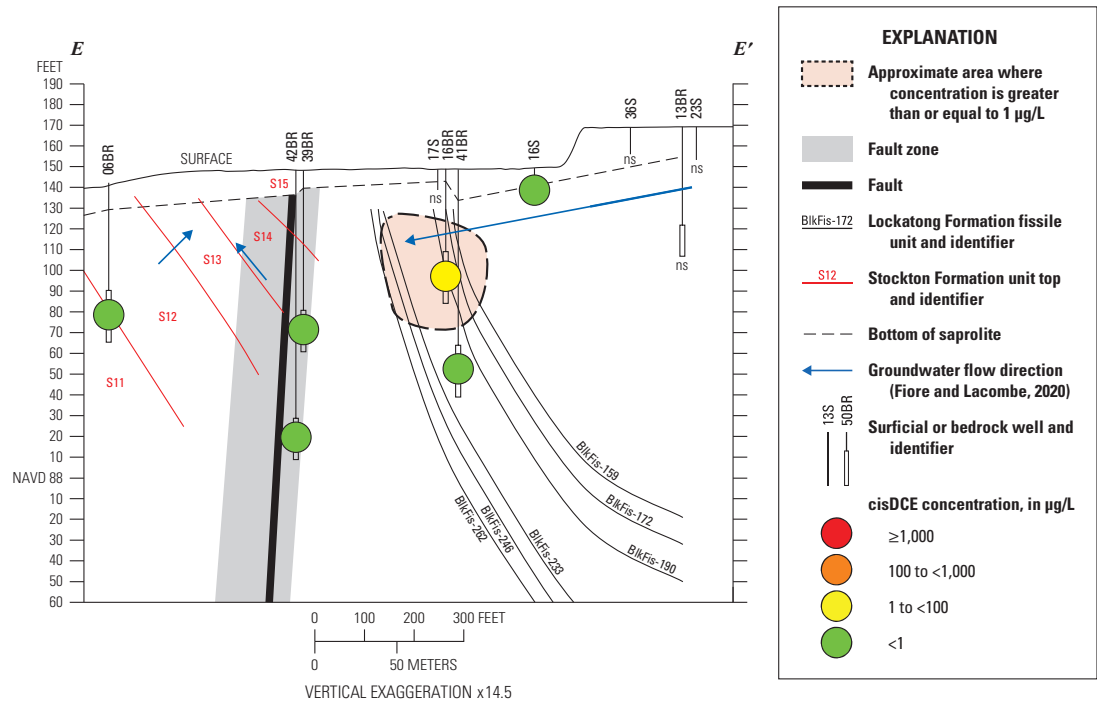 E
E′
FEET
190
180
170
160
150
140
130
120
110
100
90
80
70
60
50
40
30
20
10
NAVD 88
10
20
30
40
50
60
SURFACE
06BR
42BR
39BR
17S
16BR
41BR
16S
36S
13BR
23S
ns
ns
ns
ns
S15
S14
S13
S12
S11
BlkFis-159
BlkFis-172
BlkFis-190
BlkFis-233
BlkFis-246
BlkFis-262
0 100 200 300 FEET
0 50 METERS
VERTICAL EXAGGERATION x14.5
EXPLANATION
Approximate area where
concentration is greater
than or equal to 1 µg/L
Fault zone
Fault
BlkFis-172
Lockatong Formation fissile
unit and identifier
S12
Stockton Formation unit top
and identifier
Bottom of saprolite
Groundwater flow direction
(Fiore and Lacombe, 2020)
13S
50BR
Surficial or bedrock well and
identifier
cisDCE concentration, in µg/L
≥1,000
100 to <1,000
1 to <100
<1